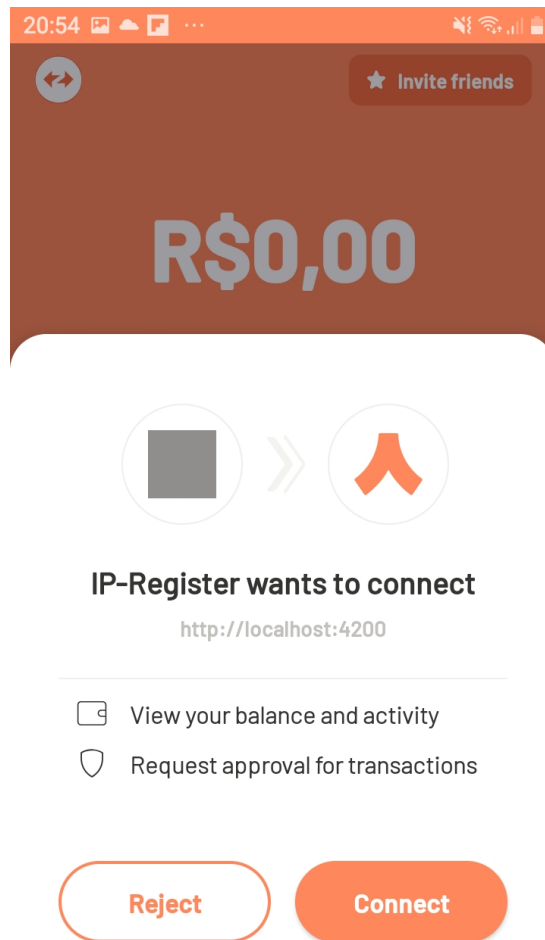 20:54
Invite friends
R$0,00
IP-Register wants to connect
http://localhost:4200
View your balance and activity
Request approval for transactions
Reject
Connect